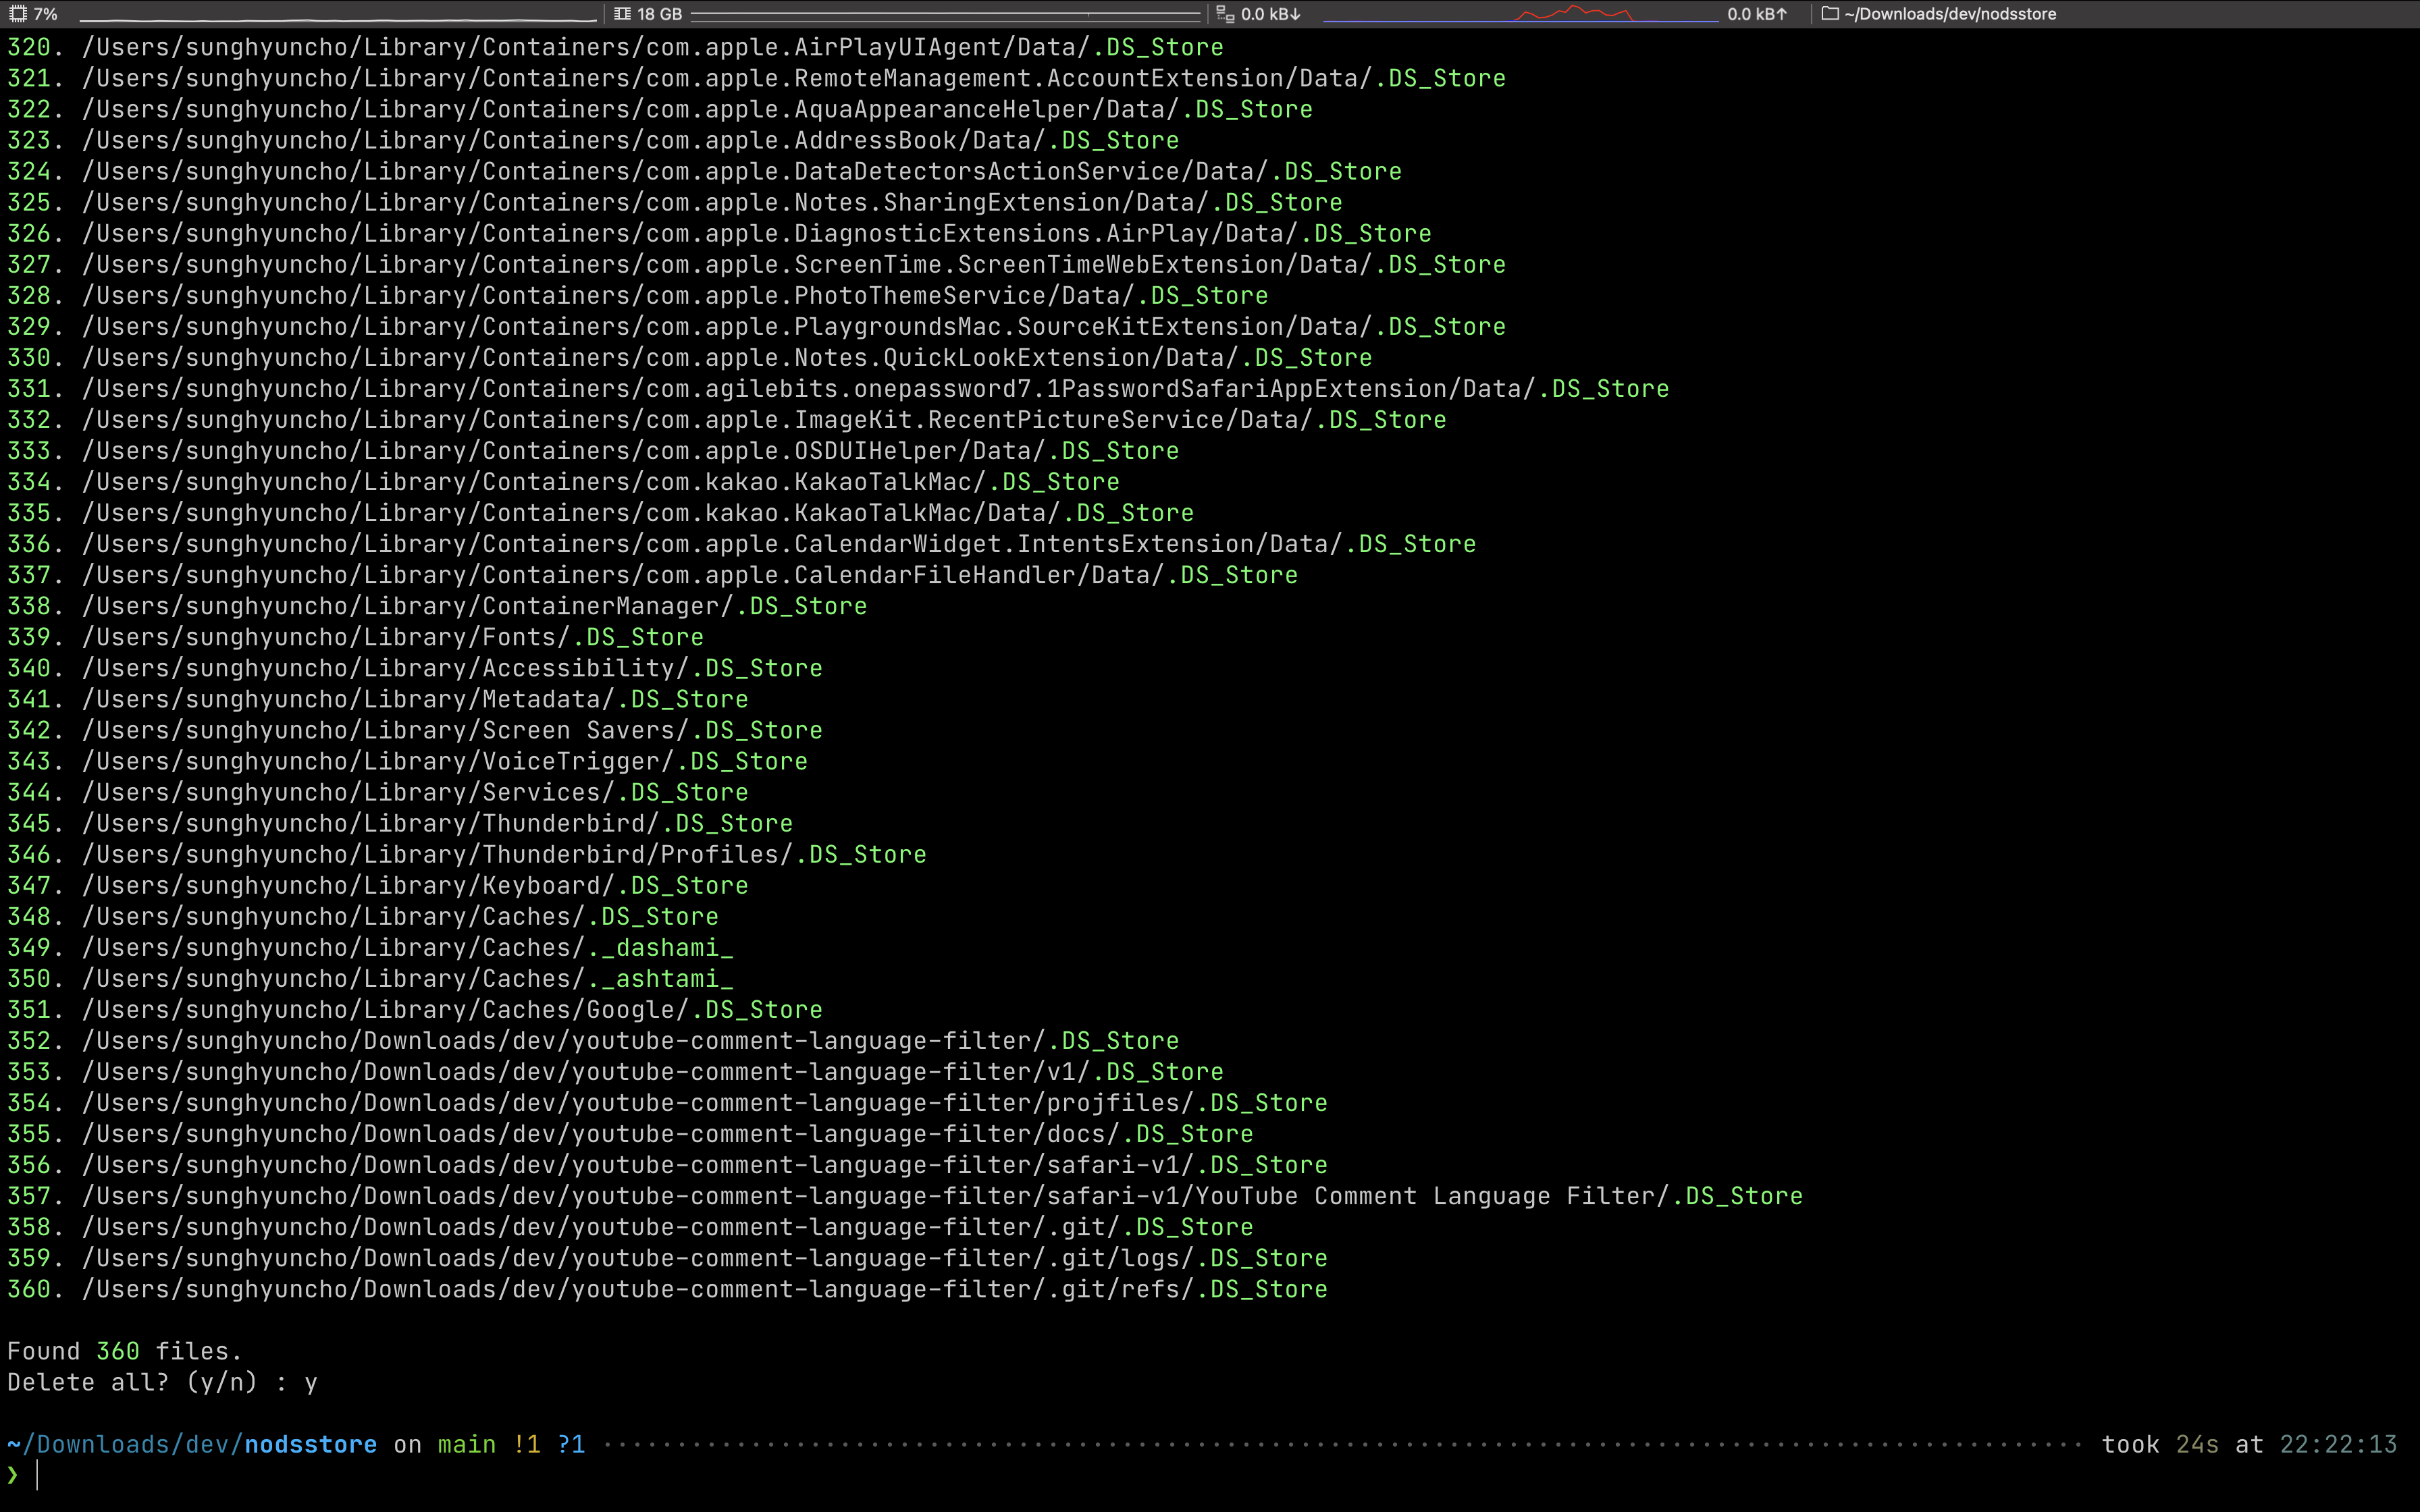 7% 18 GB 0.0 kB↓ 0.0 kB↑ ~/Downloads/dev/nodsstore
320. /Users/sunghyuncho/Library/Containers/com.apple.AirPlayUIAgent/Data/.DS_Store
321. /Users/sunghyuncho/Library/Containers/com.apple.RemoteManagement.AccountExtension/Data/.DS_Store
322. /Users/sunghyuncho/Library/Containers/com.apple.AquaAppearanceHelper/Data/.DS_Store
323. /Users/sunghyuncho/Library/Containers/com.apple.AddressBook/Data/.DS_Store
324. /Users/sunghyuncho/Library/Containers/com.apple.DataDetectorsActionService/Data/.DS_Store
325. /Users/sunghyuncho/Library/Containers/com.apple.Notes.SharingExtension/Data/.DS_Store
326. /Users/sunghyuncho/Library/Containers/com.apple.DiagnosticExtensions.AirPlay/Data/.DS_Store
327. /Users/sunghyuncho/Library/Containers/com.apple.ScreenTime.ScreenTimeWebExtension/Data/.DS_Store
328. /Users/sunghyuncho/Library/Containers/com.apple.PhotoThemeService/Data/.DS_Store
329. /Users/sunghyuncho/Library/Containers/com.apple.PlaygroundsMac.SourceKitExtension/Data/.DS_Store
330. /Users/sunghyuncho/Library/Containers/com.apple.Notes.QuickLookExtension/Data/.DS_Store
331. /Users/sunghyuncho/Library/Containers/com.agilebits.onepassword7.1PasswordSafariAppExtension/Data/.DS_Store
332. /Users/sunghyuncho/Library/Containers/com.apple.ImageKit.RecentPictureService/Data/.DS_Store
333. /Users/sunghyuncho/Library/Containers/com.apple.OSDUIHelper/Data/.DS_Store
334. /Users/sunghyuncho/Library/Containers/com.kakao.KakaoTalkMac/.DS_Store
335. /Users/sunghyuncho/Library/Containers/com.kakao.KakaoTalkMac/Data/.DS_Store
336. /Users/sunghyuncho/Library/Containers/com.apple.CalendarWidget.IntentsExtension/Data/.DS_Store
337. /Users/sunghyuncho/Library/Containers/com.apple.CalendarFileHandler/Data/.DS_Store
338. /Users/sunghyuncho/Library/ContainerManager/.DS_Store
339. /Users/sunghyuncho/Library/Fonts/.DS_Store
340. /Users/sunghyuncho/Library/Accessibility/.DS_Store
341. /Users/sunghyuncho/Library/Metadata/.DS_Store
342. /Users/sunghyuncho/Library/Screen Savers/.DS_Store
343. /Users/sunghyuncho/Library/VoiceTrigger/.DS_Store
344. /Users/sunghyuncho/Library/Services/.DS_Store
345. /Users/sunghyuncho/Library/Thunderbird/.DS_Store
346. /Users/sunghyuncho/Library/Thunderbird/Profiles/.DS_Store
347. /Users/sunghyuncho/Library/Keyboard/.DS_Store
348. /Users/sunghyuncho/Library/Caches/.DS_Store
349. /Users/sunghyuncho/Library/Caches/._dashami_
350. /Users/sunghyuncho/Library/Caches/._ashtami_
351. /Users/sunghyuncho/Library/Caches/Google/.DS_Store
352. /Users/sunghyuncho/Downloads/dev/youtube-comment-language-filter/.DS_Store
353. /Users/sunghyuncho/Downloads/dev/youtube-comment-language-filter/v1/.DS_Store
354. /Users/sunghyuncho/Downloads/dev/youtube-comment-language-filter/projfiles/.DS_Store
355. /Users/sunghyuncho/Downloads/dev/youtube-comment-language-filter/docs/.DS_Store
356. /Users/sunghyuncho/Downloads/dev/youtube-comment-language-filter/safari-v1/.DS_Store
357. /Users/sunghyuncho/Downloads/dev/youtube-comment-language-filter/safari-v1/YouTube Comment Language Filter/.DS_Store
358. /Users/sunghyuncho/Downloads/dev/youtube-comment-language-filter/.git/.DS_Store
359. /Users/sunghyuncho/Downloads/dev/youtube-comment-language-filter/.git/logs/.DS_Store
360. /Users/sunghyuncho/Downloads/dev/youtube-comment-language-filter/.git/refs/.DS_Store
Found 360 files.
Delete all? (y/n) : y
~/Downloads/dev/nodsstore on main !1 ?1 took 24s at 22:22:13
❯